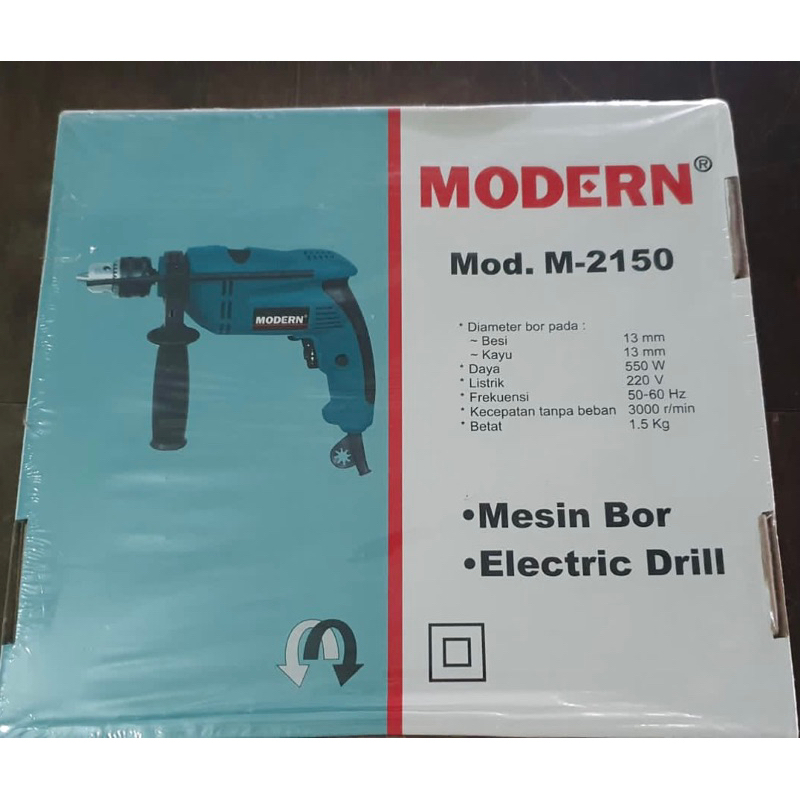 MODERN®
Mod. M-2150
MODERN®
* Diameter bor pada :
~ Besi 13 mm
~ Kayu 13 mm
* Daya 550 W
* Listrik 220 V
* Frekuensi 50-60 Hz
* Kecepatan tanpa beban 3000 r/min
* Betat 1.5 Kg
•Mesin Bor
•Electric Drill